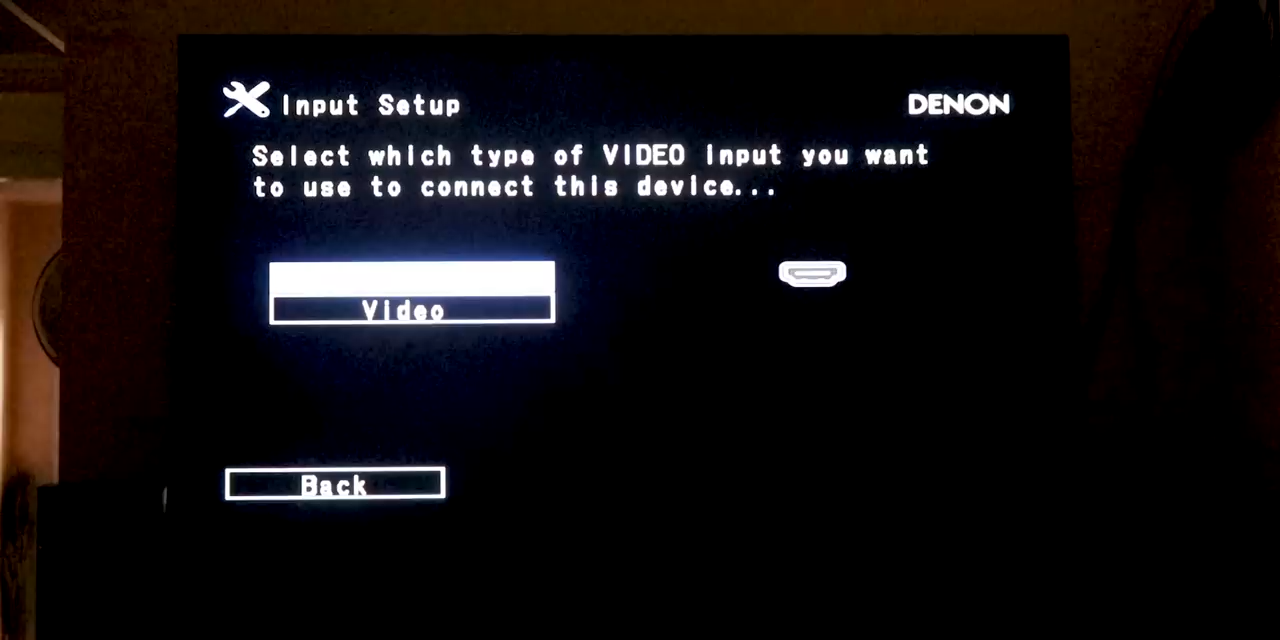 Input Setup
DENON
Select which type of VIDEO input you want
to use to connect this device...
Video
Back